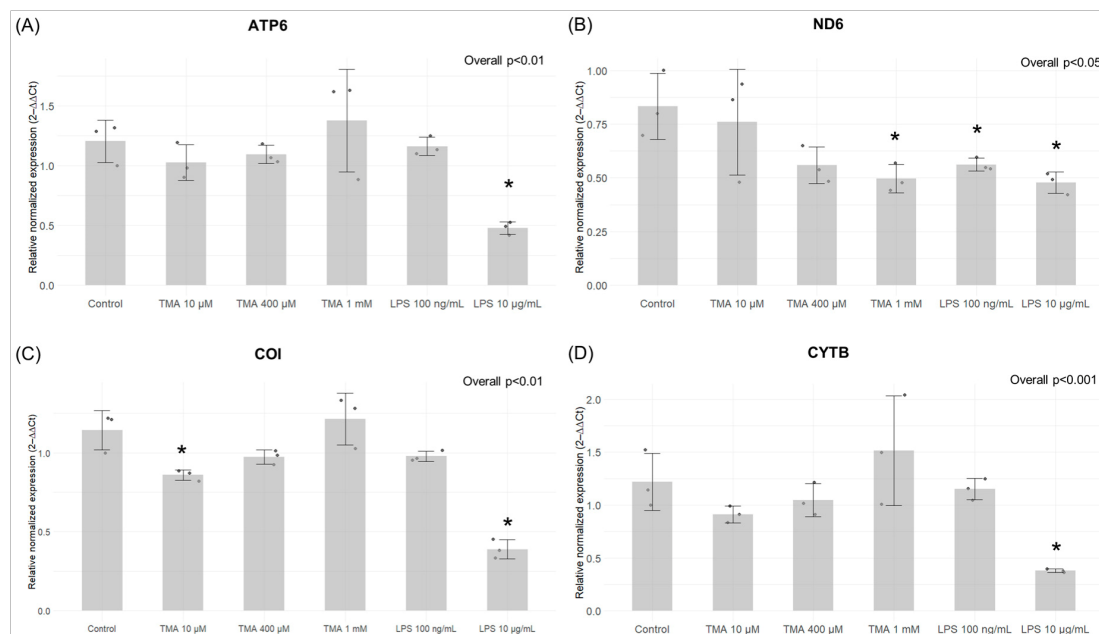 (A)
ATP6
Overall p<0.01
Relative normalized expression (2−ΔΔCt)
1.5
1.0
0.5
0.0
*
Control
TMA 10 µM
TMA 400 µM
TMA 1 mM
LPS 100 ng/mL
LPS 10 µg/mL
(B)
ND6
Overall p<0.05
Relative normalized expression (2−ΔΔCt)
1.00
0.75
0.50
0.25
0.00
*
*
*
Control
TMA 10 µM
TMA 400 µM
TMA 1 mM
LPS 100 ng/mL
LPS 10 µg/mL
(C)
COI
Overall p<0.01
Relative normalized expression (2−ΔΔCt)
1.0
0.5
0.0
*
*
Control
TMA 10 µM
TMA 400 µM
TMA 1 mM
LPS 100 ng/mL
LPS 10 µg/mL
(D)
CYTB
Overall p<0.001
Relative normalized expression (2−ΔΔCt)
2.0
1.5
1.0
0.5
0.0
*
Control
TMA 10 µM
TMA 400 µM
TMA 1 mM
LPS 100 ng/mL
LPS 10 µg/mL